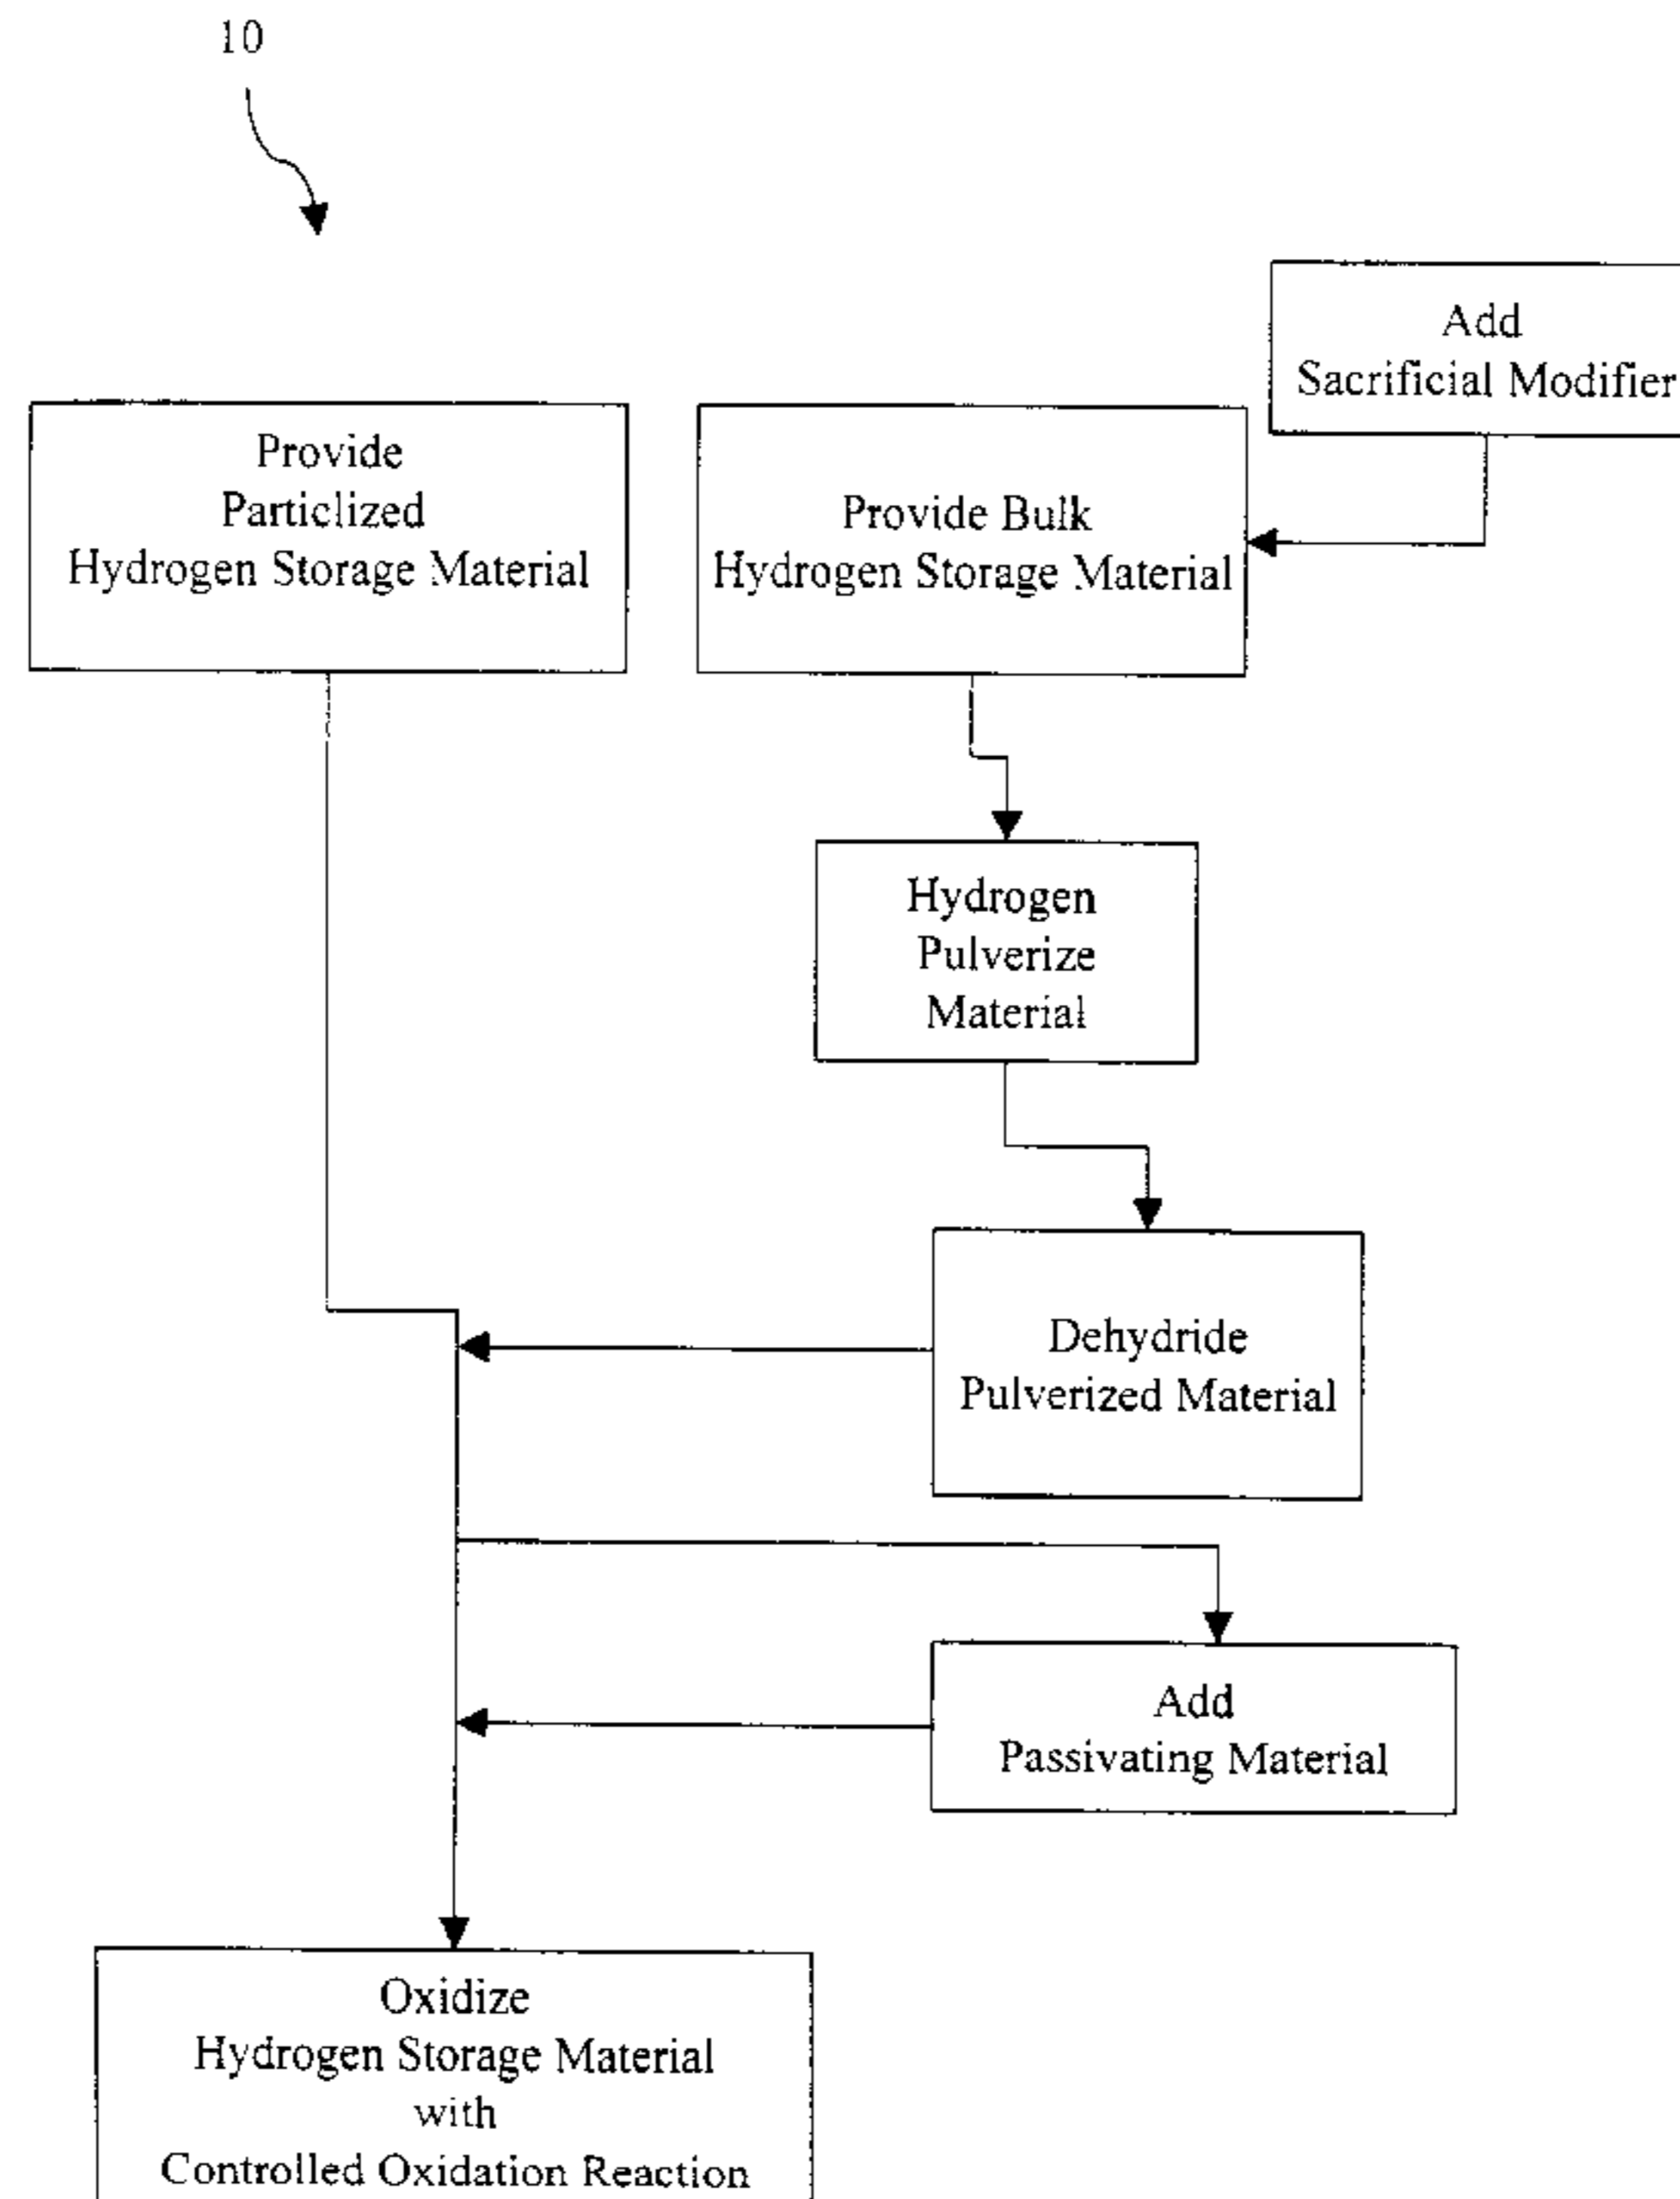 10
Add
Sacrificial Modifier
Provide
Particlized
Hydrogen Storage Material
Provide Bulk
Hydrogen Storage Material
Hydrogen
Pulverize
Material
Dehydride
Pulverized Material
Add
Passivating Material
Oxidize
Hydrogen Storage Material
with
Controlled Oxidation Reaction